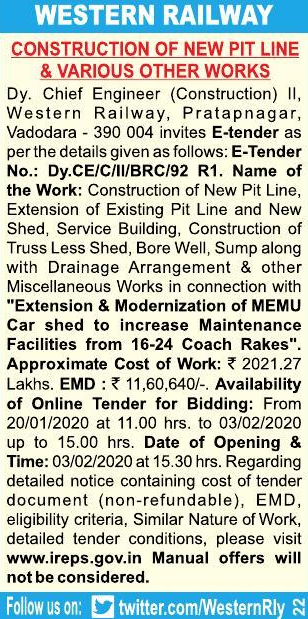 WESTERN RAILWAY
CONSTRUCTION OF NEW PIT LINE
& VARIOUS OTHER WORKS
Dy. Chief Engineer (Construction) II,
Western Railway, Pratapnagar,
Vadodara - 390 004 invites E-tender as
per the details given as follows: E-Tender
No.: Dy.CE/C/II/BRC/92 R1. Name of
the Work: Construction of New Pit Line,
Extension of Existing Pit Line and New
Shed, Service Building, Construction of
Truss Less Shed, Bore Well, Sump along
with Drainage Arrangement & other
Miscellaneous Works in connection with
"Extension & Modernization of MEMU
Car shed to increase Maintenance
Facilities from 16-24 Coach Rakes".
Approximate Cost of Work: ₹ 2021.27
Lakhs. EMD : ₹ 11,60,640/-. Availability
of Online Tender for Bidding: From
20/01/2020 at 11.00 hrs. to 03/02/2020
up to 15.00 hrs. Date of Opening &
Time: 03/02/2020 at 15.30 hrs. Regarding
detailed notice containing cost of tender
document (non-refundable), EMD,
eligibility criteria, Similar Nature of Work,
detailed tender conditions, please visit
www.ireps.gov.in Manual offers will
not be considered.
Follow us on: twitter.com/WesternRly
22